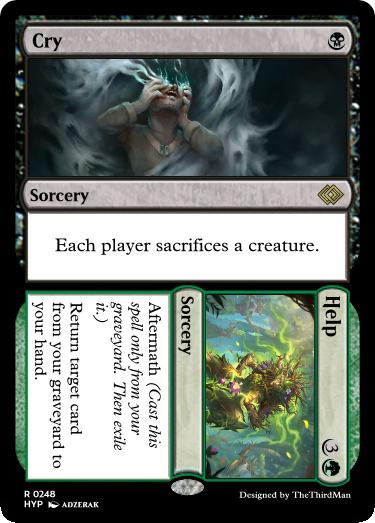 Cry
Sorcery
Each player sacrifices a creature.
Help
3
Sorcery
Aftermath (Cast this
spell only from your
graveyard. Then exile
it.)
Return target card
from your graveyard to
your hand.
R 0248
HYP ADZERAK
Designed by TheThirdMan